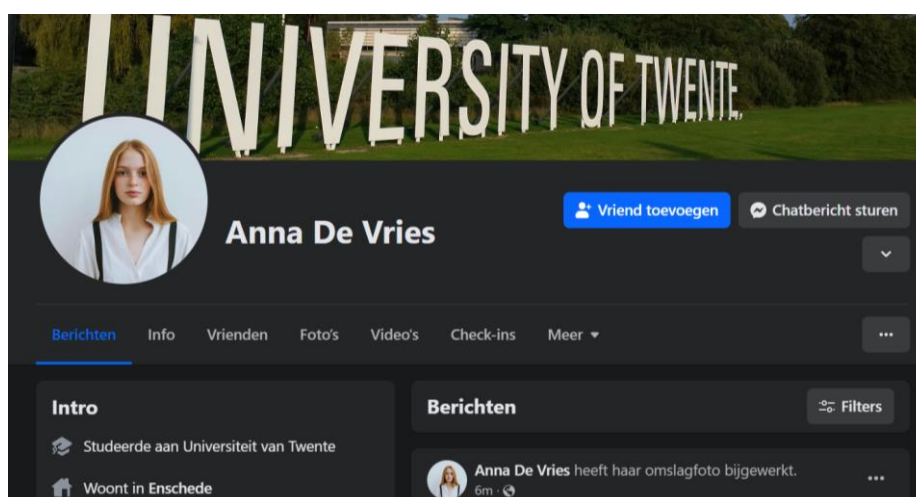 UNIVERSITY OF TWENTE.
Anna De Vries
Vriend toevoegen
Chatbericht sturen
Berichten Info Vrienden Foto's Video's Check-ins Meer
Intro
Studeerde aan Universiteit van Twente
Woont in Enschede
Berichten
Filters
Anna De Vries heeft haar omslagfoto bijgewerkt.
6m ·